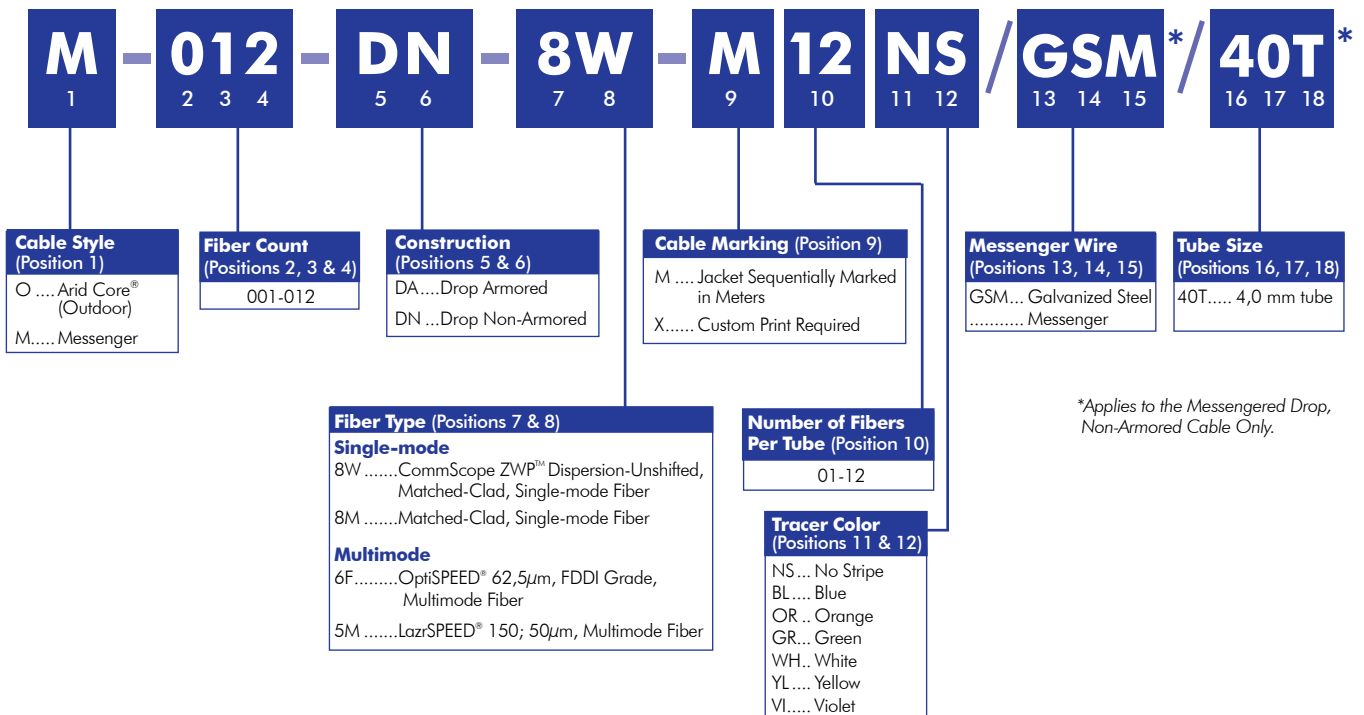 M - 012 - DN - 8W - M 12 NS / GSM* / 40T*
1 2 3 4 5 6 7 8 9 10 11 12 13 14 15 16 17 18
Cable Style
(Position 1)
O .... Arid Core®
(Outdoor)
M..... Messenger
Fiber Count
(Positions 2, 3 & 4)
001-012
Construction
(Positions 5 & 6)
DA....Drop Armored
DN ...Drop Non-Armored
Cable Marking (Position 9)
M .... Jacket Sequentially Marked
in Meters
X...... Custom Print Required
Messenger Wire
(Positions 13, 14, 15)
GSM... Galvanized Steel
........... Messenger
Tube Size
(Positions 16, 17, 18)
40T..... 4,0 mm tube
*Applies to the Messengered Drop,
Non-Armored Cable Only.
Fiber Type (Positions 7 & 8)
Single-mode
8W .......CommScope ZWP™ Dispersion-Unshifted,
Matched-Clad, Single-mode Fiber
8M .......Matched-Clad, Single-mode Fiber
Multimode
6F.........OptiSPEED® 62,5µm, FDDI Grade,
Multimode Fiber
5M .......LazrSPEED® 150; 50µm, Multimode Fiber
Number of Fibers
Per Tube (Position 10)
01-12
Tracer Color
(Positions 11 & 12)
NS... No Stripe
BL.... Blue
OR .. Orange
GR... Green
WH.. White
YL.... Yellow
VI..... Violet